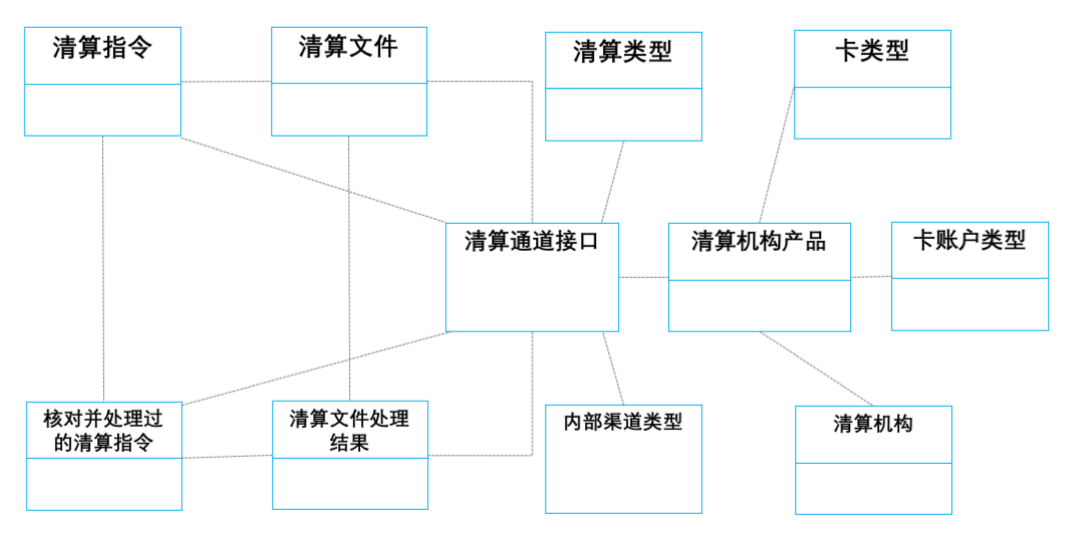 清算指令
清算文件
清算类型
卡类型
清算通道接口
清算机构产品
卡账户类型
核对并处理过
的清算指令
清算文件处理
结果
内部渠道类型
清算机构